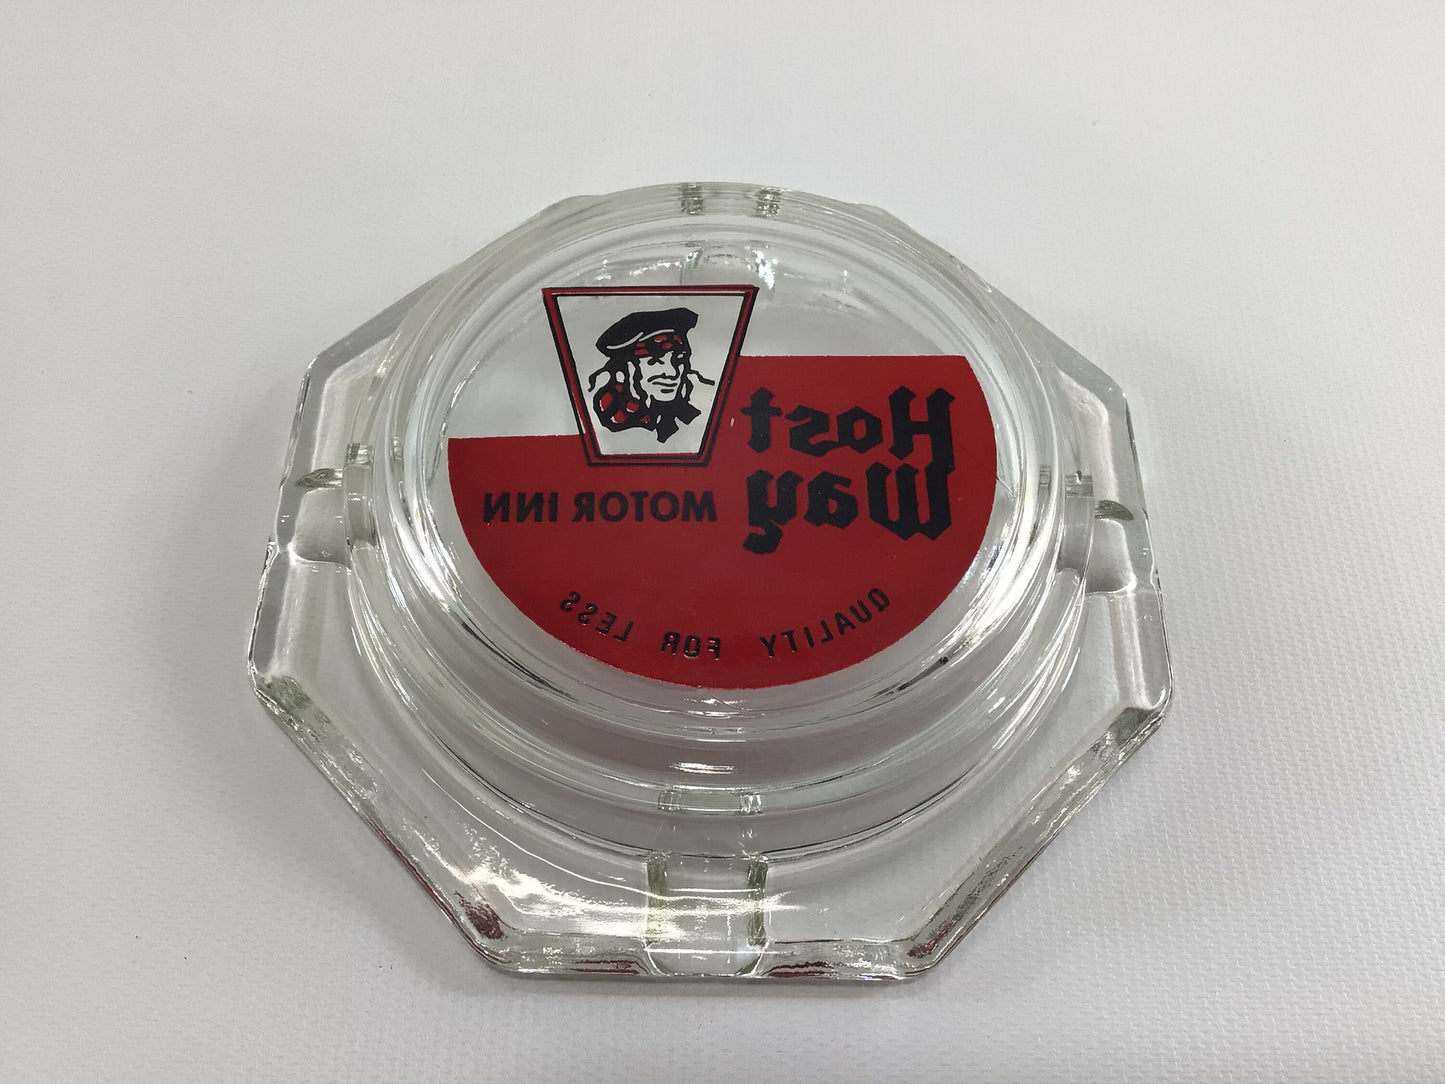 Host
Way
MOTOR INN
QUALITY FOR LESS